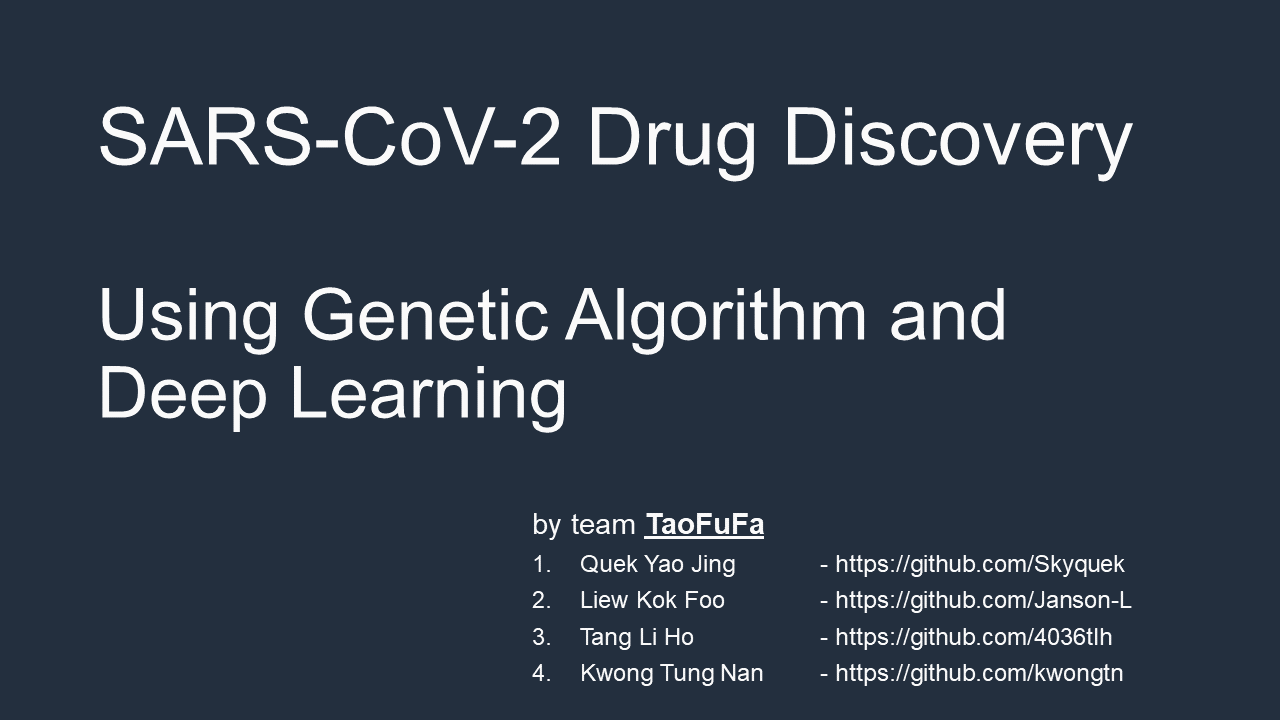 SARS-CoV-2 Drug Discovery
Using Genetic Algorithm and
Deep Learning
by team TaoFuFa
1. Quek Yao Jing - https://github.com/Skyquek
2. Liew Kok Foo - https://github.com/Janson-L
3. Tang Li Ho - https://github.com/4036tlh
4. Kwong Tung Nan - https://github.com/kwongtn